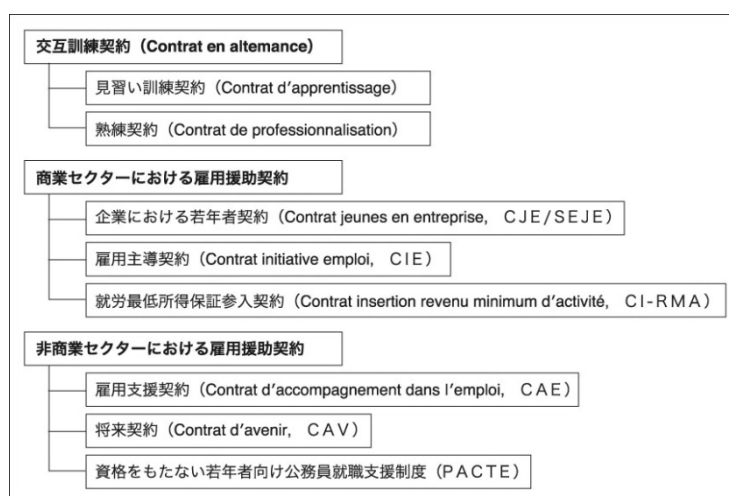 交互訓練契約（Contrat en altemance）
見習い訓練契約（Contrat d'apprentissage）
熟練契約（Contrat de professionnalisation）
商業セクターにおける雇用援助契約
企業における若年者契約（Contrat jeunes en entreprise,　ＣＪＥ/ＳＥＪＥ）
雇用主導契約（Contrat initiative emploi,　ＣＩＥ）
就労最低所得保証参入契約（Contrat insertion revenu minimum d'activité,　ＣＩ-ＲＭＡ）
非商業セクターにおける雇用援助契約
雇用支援契約（Contrat d'accompagnement dans l'emploi,　ＣＡＥ）
将来契約（Contrat d'avenir,　ＣＡＶ）
資格をもたない若年者向け公務員就職支援制度（ＰＡＣＴＥ）